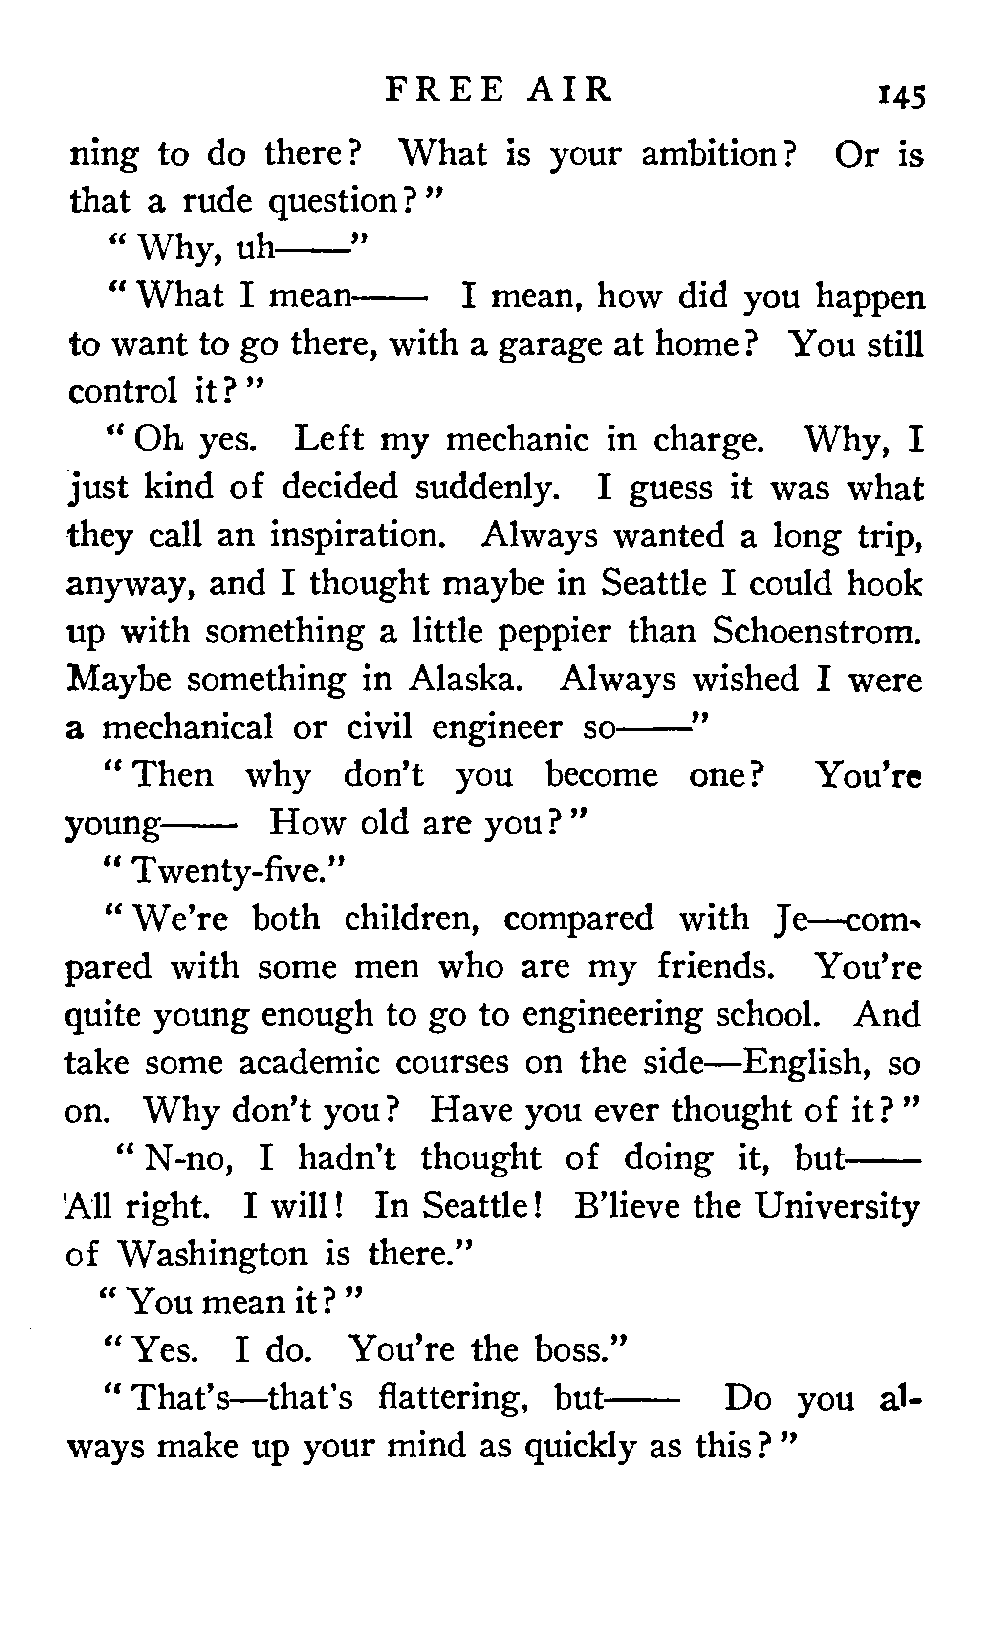 FREE AIR 145
ning to do there? What is your ambition? Or is
that a rude question?"
"Why, uh——"
"What I mean—— I mean, how did you happen
to want to go there, with a garage at home? You still
control it?"
"Oh yes. Left my mechanic in charge. Why, I
just kind of decided suddenly. I guess it was what
they call an inspiration. Always wanted a long trip,
anyway, and I thought maybe in Seattle I could hook
up with something a little peppier than Schoenstrom.
Maybe something in Alaska. Always wished I were
a mechanical or civil engineer so——"
"Then why don't you become one? You're
young—— How old are you?"
"Twenty-five."
"We're both children, compared with Je—com-
pared with some men who are my friends. You're
quite young enough to go to engineering school. And
take some academic courses on the side—English, so
on. Why don't you? Have you ever thought of it?"
"N-no, I hadn't thought of doing it, but——
All right. I will! In Seattle! B'lieve the University
of Washington is there."
"You mean it?"
"Yes. I do. You're the boss."
"That's—that's flattering, but—— Do you al-
ways make up your mind as quickly as this?"